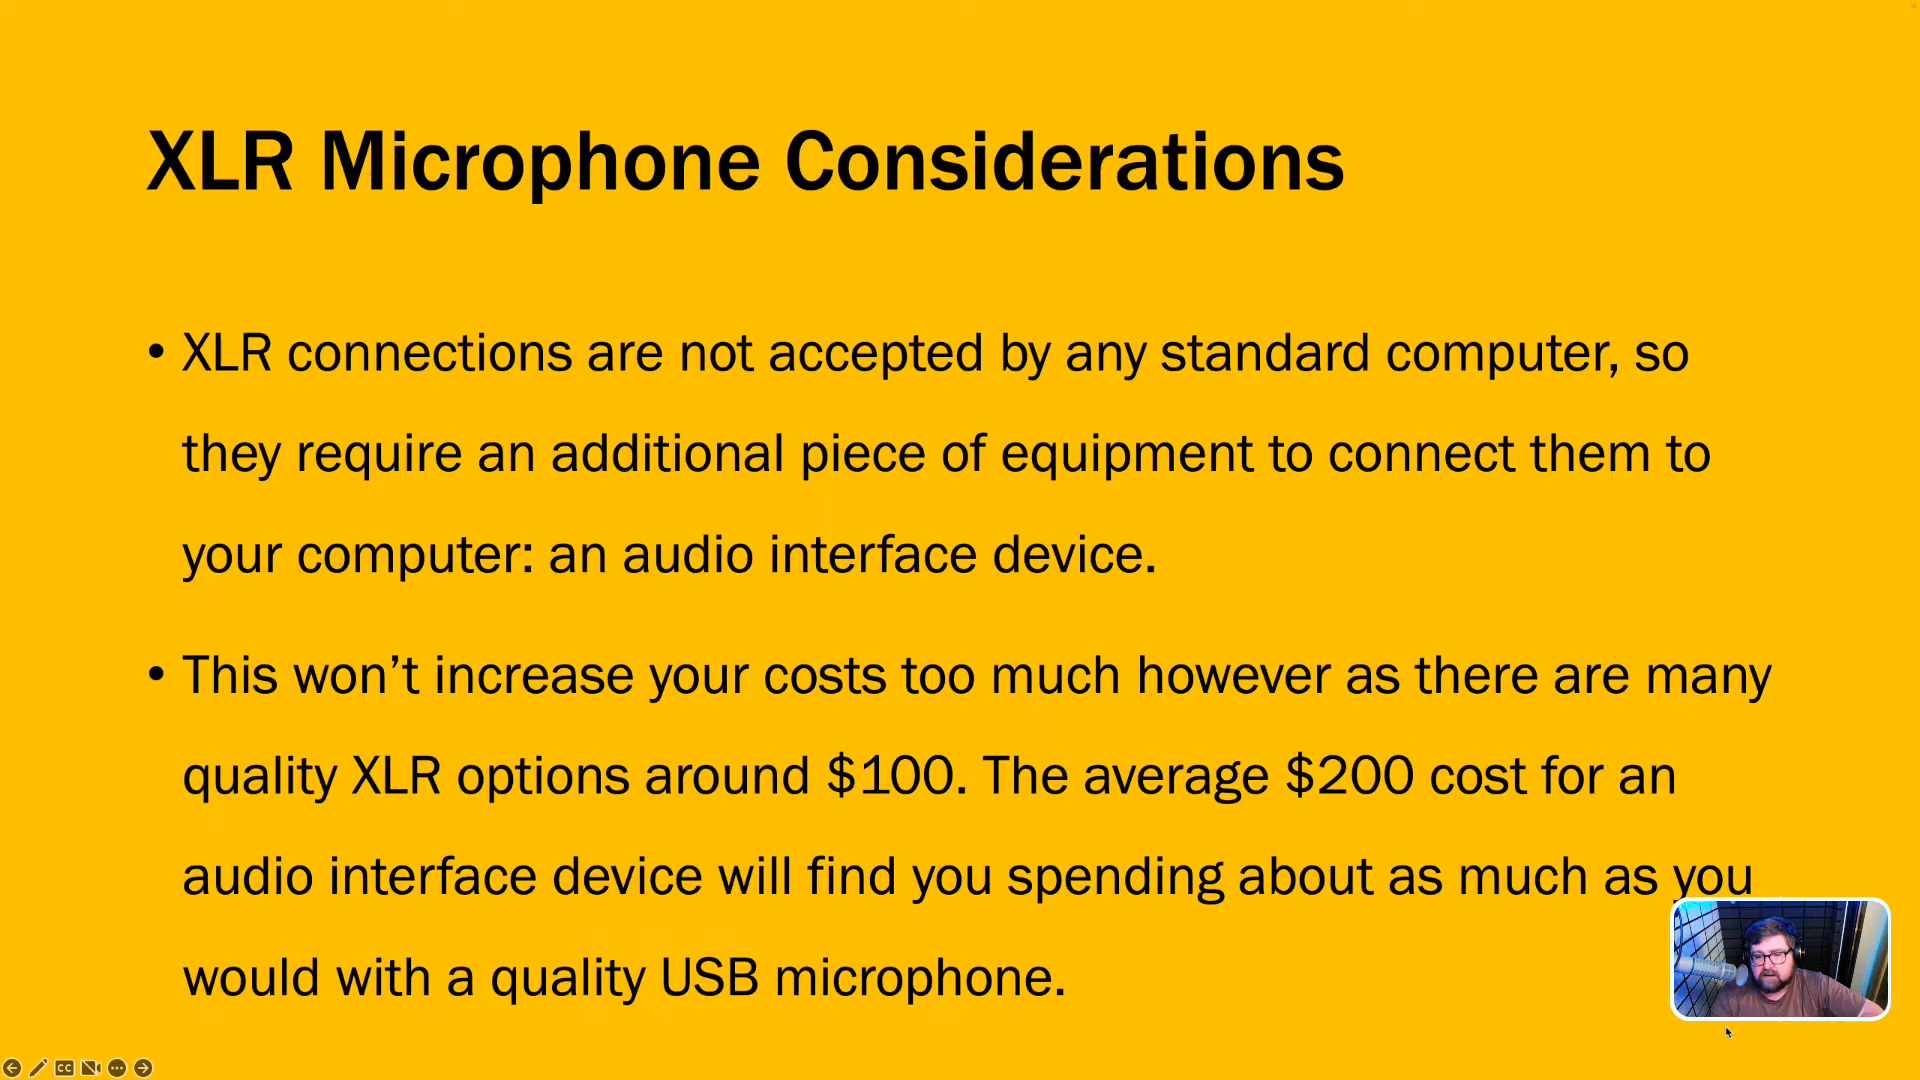 XLR Microphone Considerations
• XLR connections are not accepted by any standard computer, so
they require an additional piece of equipment to connect them to
your computer: an audio interface device.
• This won’t increase your costs too much however as there are many
quality XLR options around $100. The average $200 cost for an
audio interface device will find you spending about as much as you
would with a quality USB microphone.
CC